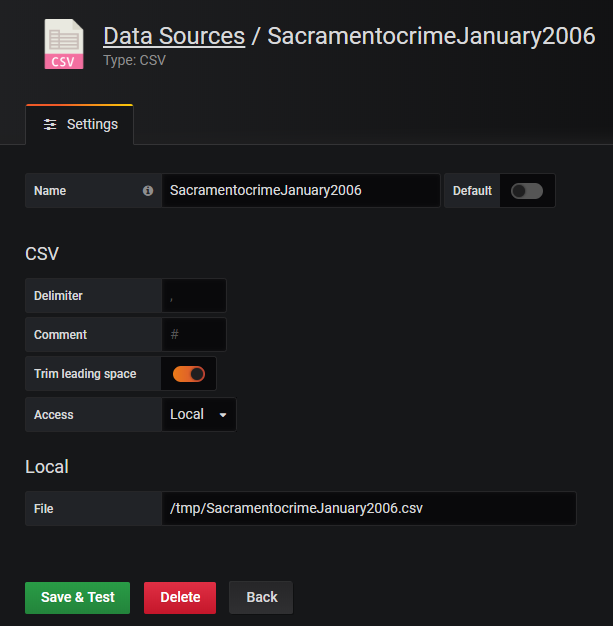 CSV
Data Sources / SacramentocrimeJanuary2006
Type: CSV
Settings
Name SacramentocrimeJanuary2006 Default
CSV
Delimiter ,
Comment #
Trim leading space
Access Local
Local
File /tmp/SacramentocrimeJanuary2006.csv
Save & Test Delete Back